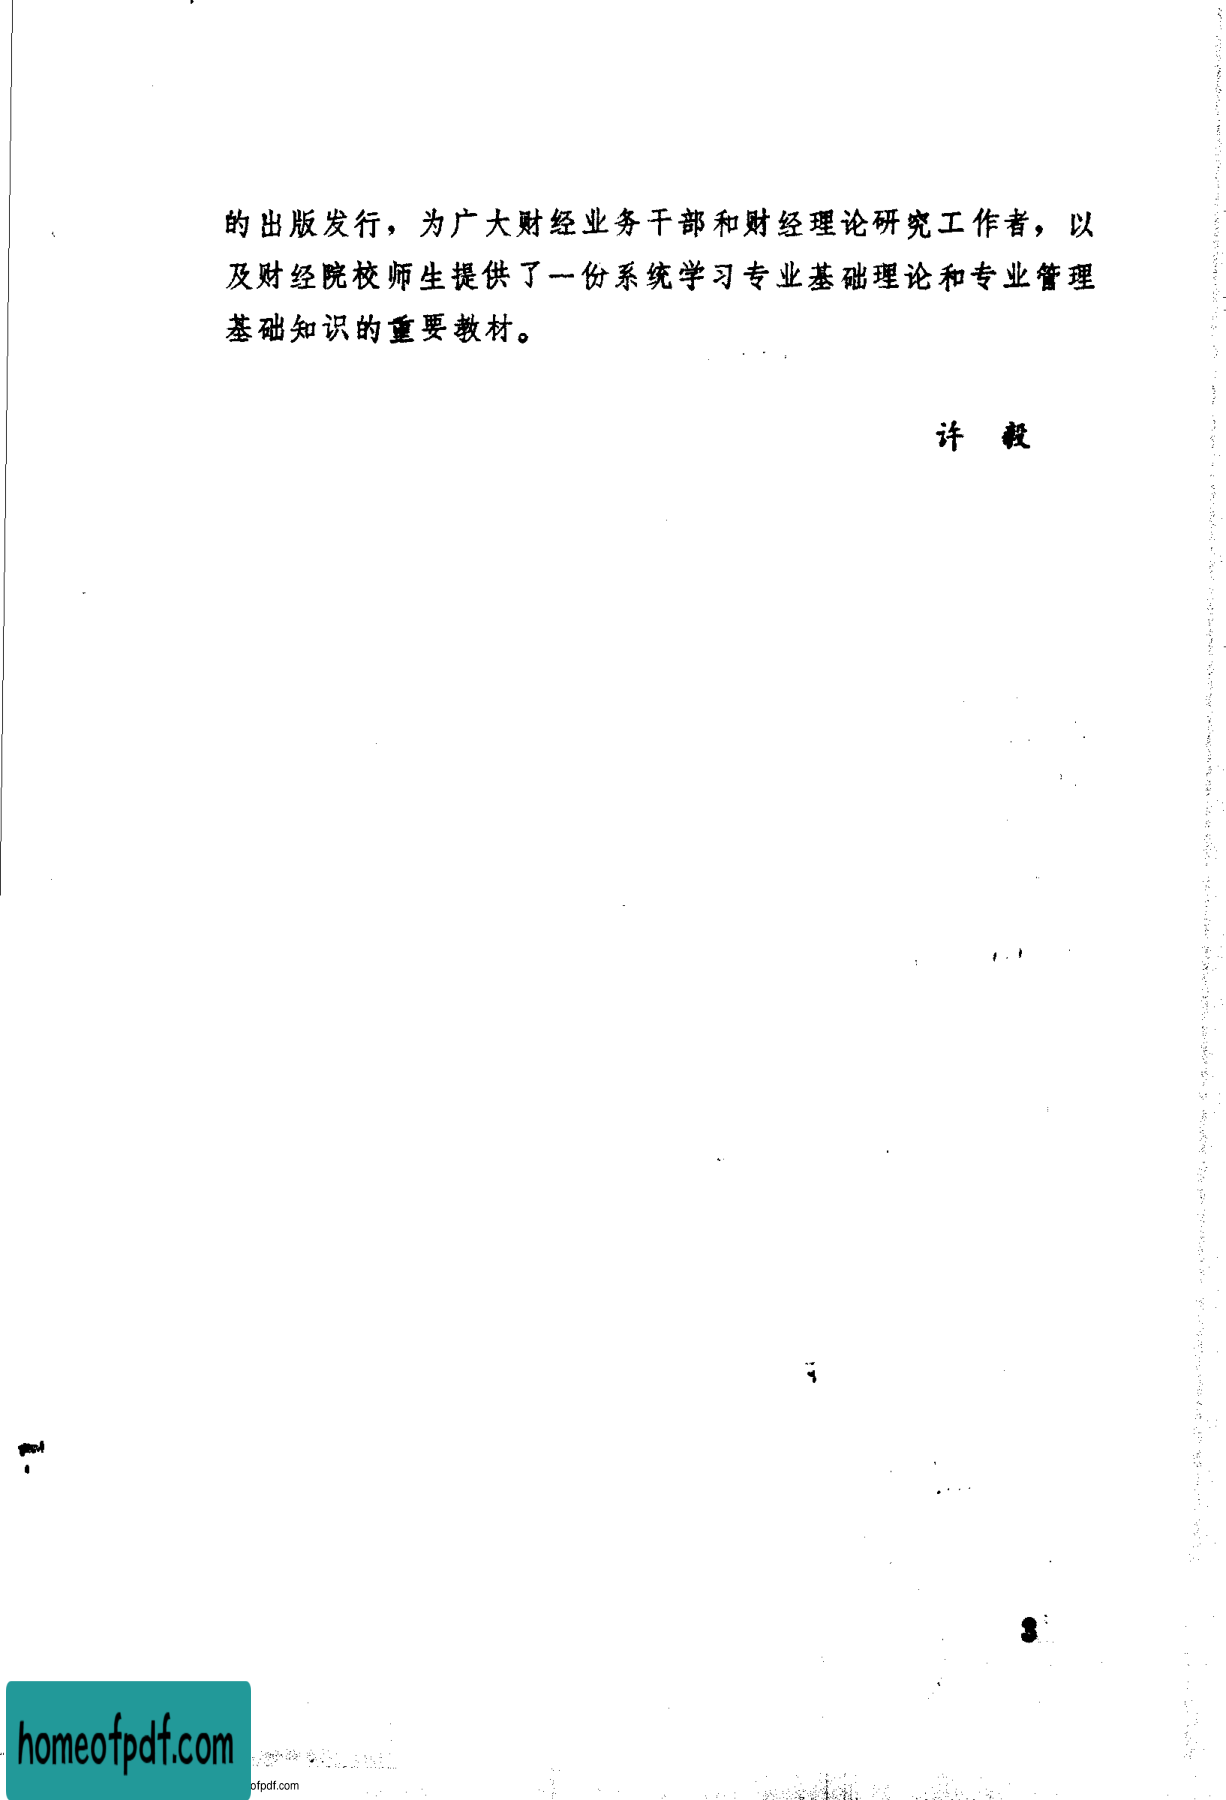 的出版发行，为广大财经业务干部和财经理论研究工作者，以
及财经院校师生提供了一份系统学习专业基础理论和专业管理
基础知识的重要教材。
许 毅
3
homeofpdf.com
ofpdf.com